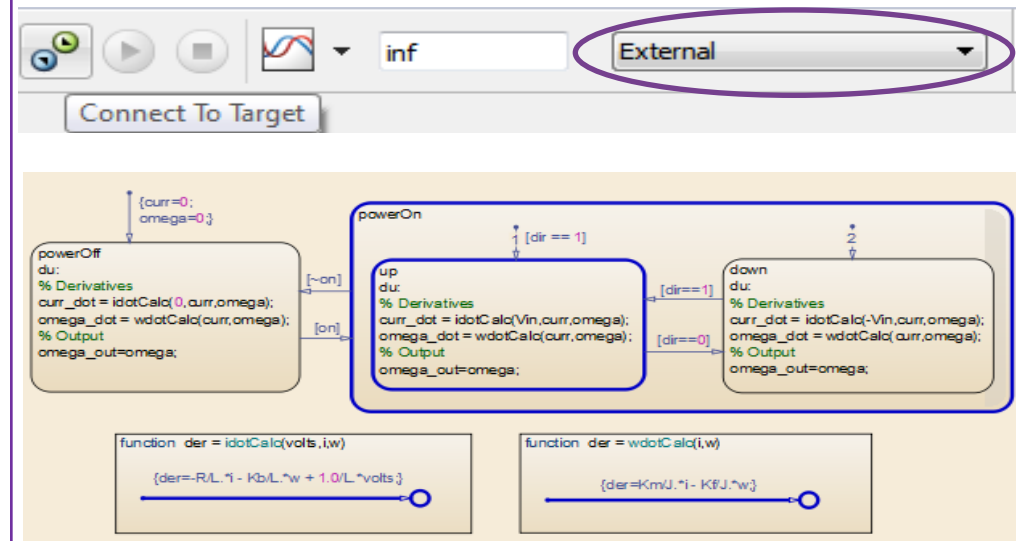 inf
External
Connect To Target
{curr=0;
omega=0;}
powerOff
du:
% Derivatives
curr_dot = idotCalc(0,curr,omega);
omega_dot = wdotCalc(curr,omega);
% Output
omega_out=omega;
[~on]
[on]
powerOn
1 [dir == 1]
2
up
du:
% Derivatives
curr_dot = idotCalc(Vin,curr,omega);
omega_dot = wdotCalc(curr,omega);
% Output
omega_out=omega;
[dir==1]
[dir==0]
down
du:
% Derivatives
curr_dot = idotCalc(-Vin,curr,omega);
omega_dot = wdotCalc(curr,omega);
% Output
omega_out=omega;
function der = idotCalc(volts,i,w)
{der=-R/L.*i - Kb/L.*w + 1.0/L.*volts;}
function der = wdotCalc(i,w)
{der=Km/J.*i - Kf/J.*w;}